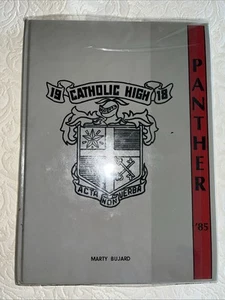 19 CATHOLIC HIGH 18
ACTA NON VERBA
MARTY BUJARD
PANTHER
'85